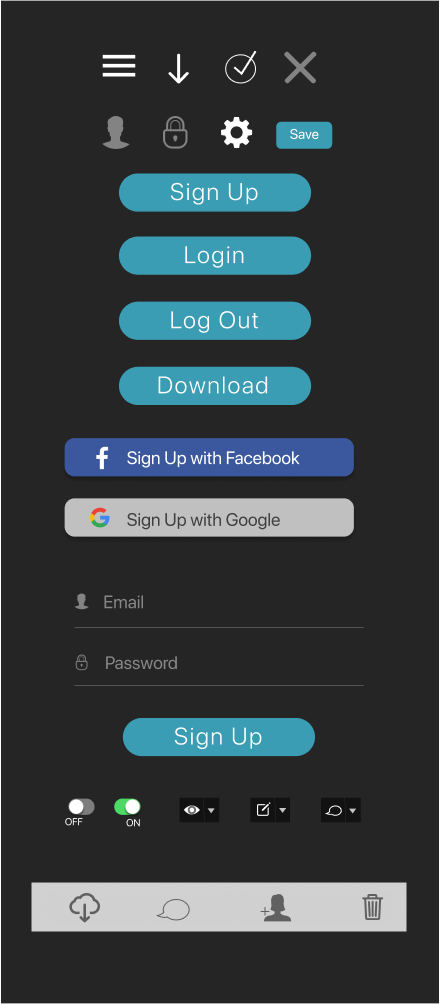 Save
Sign Up
Login
Log Out
Download
Sign Up with Facebook
Sign Up with Google
Email
Password
Sign Up
OFF
ON